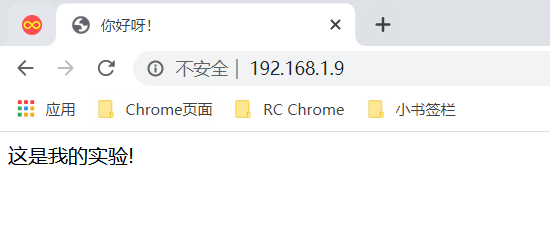 你好呀!
不安全 | 192.168.1.9
应用 Chrome页面 RC Chrome 小书签栏
这是我的实验!